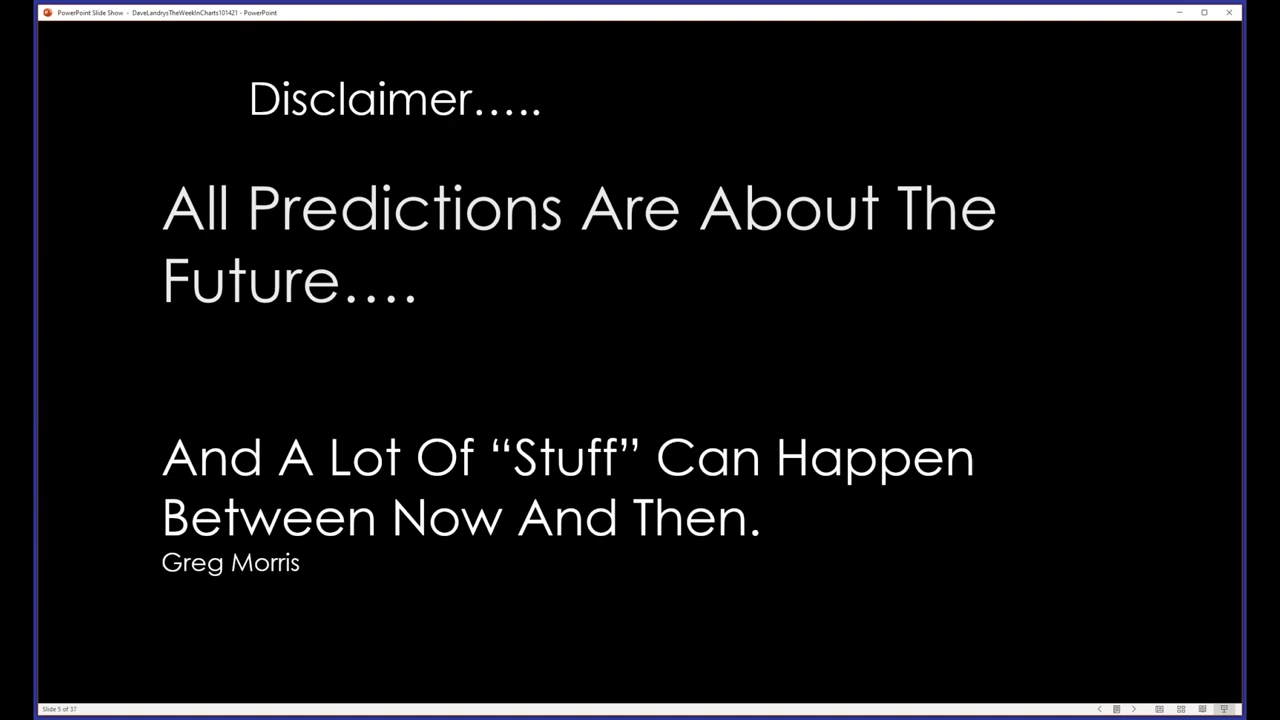 PowerPoint Slide Show - DaveLandrysTheWeekInCharts101421 - PowerPoint
Disclaimer.....
All Predictions Are About The
Future....
And A Lot Of “Stuff” Can Happen
Between Now And Then.
Greg Morris
Slide 5 of 37